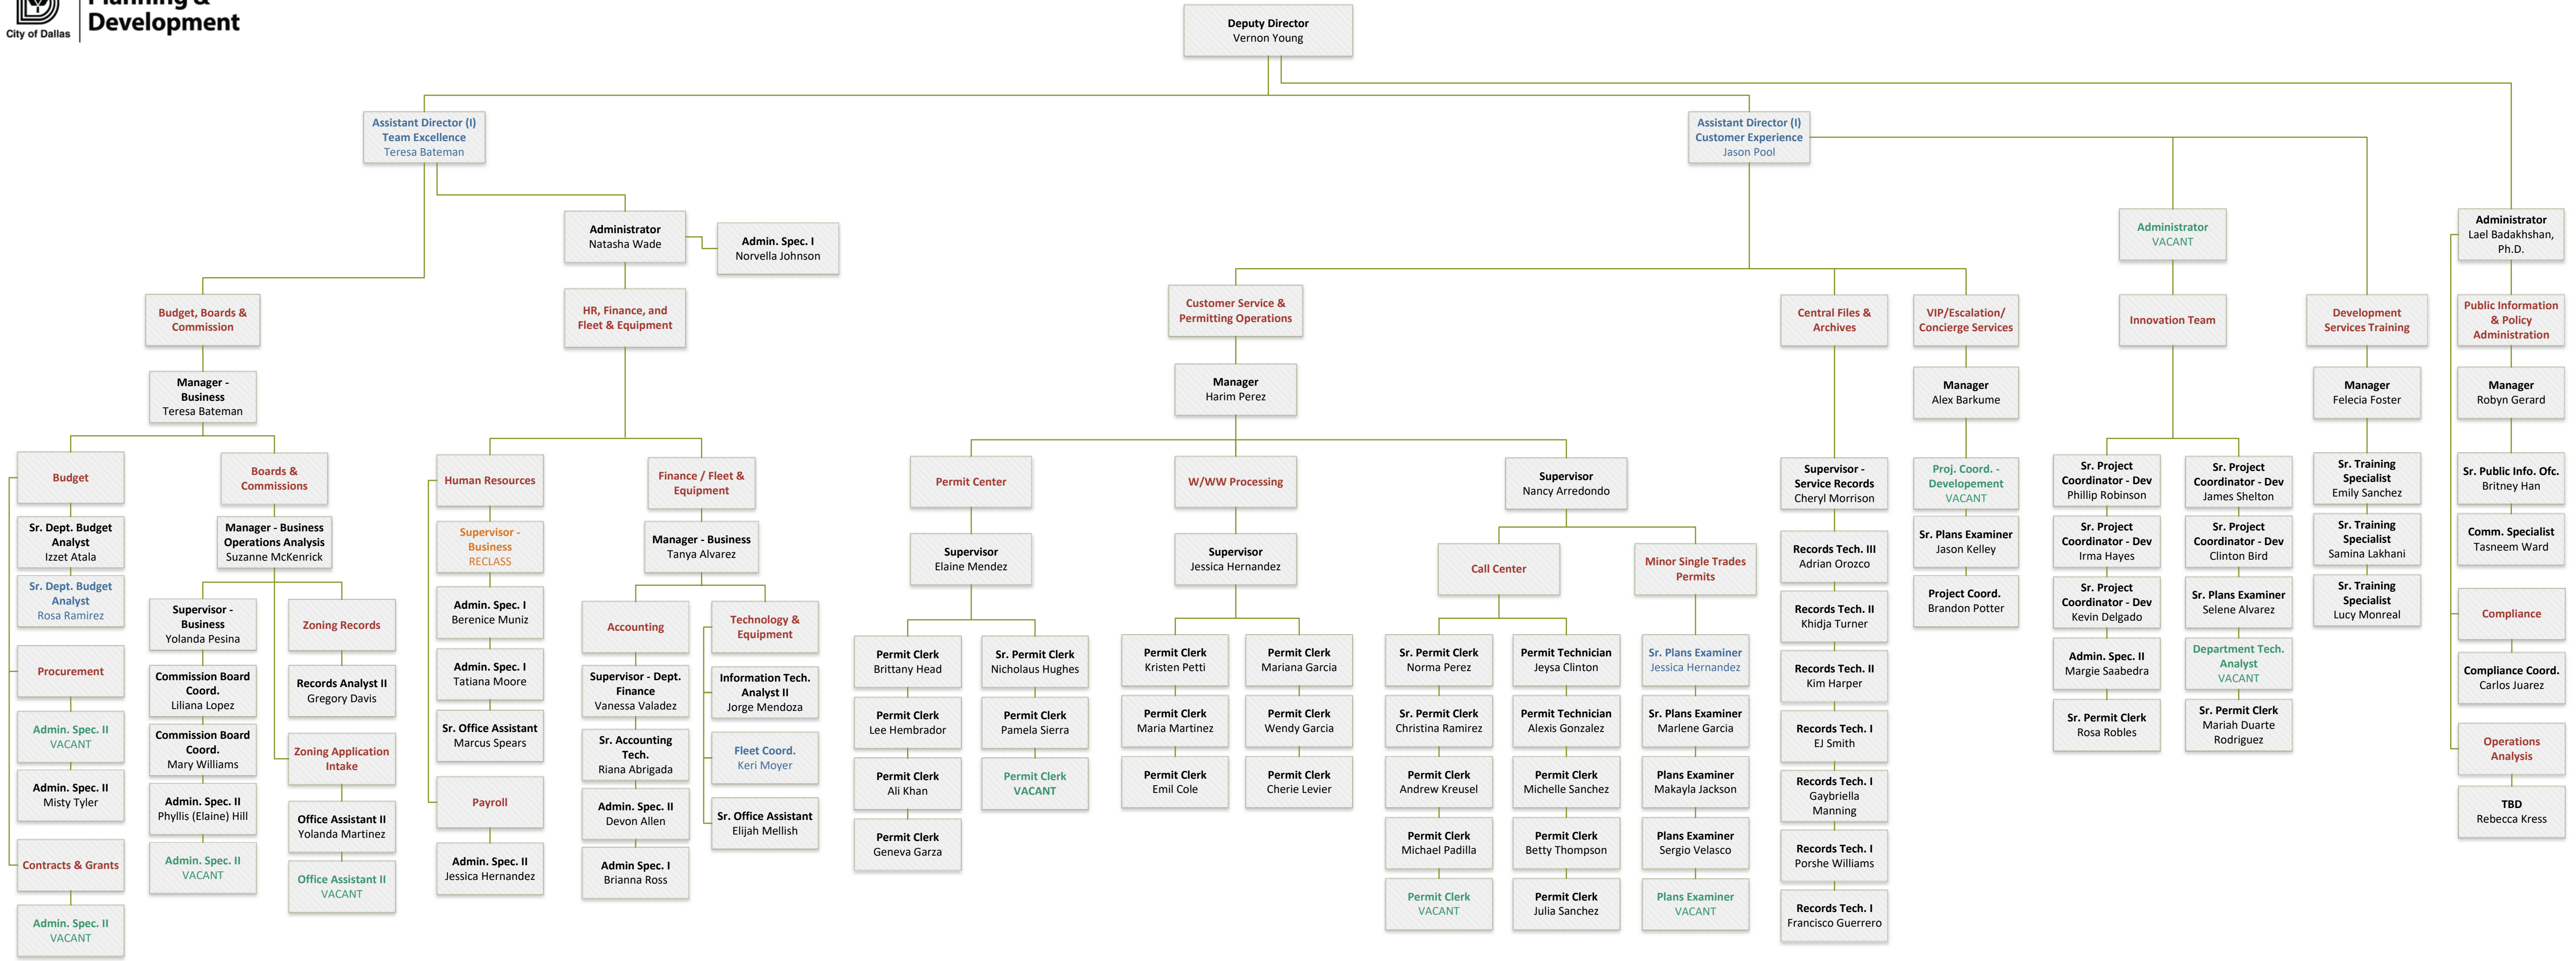 Planning &
Development
City of Dallas
Deputy Director
Vernon Young
Assistant Director (I)
Team Excellence
Teresa Bateman
Assistant Director (I)
Customer Experience
Jason Pool
Administrator
Natasha Wade
Admin. Spec. I
Norvella Johnson
Administrator
VACANT
Administrator
Lael Badakhshan,
Ph.D.
Budget, Boards &
Commission
HR, Finance, and
Fleet & Equipment
Customer Service &
Permitting Operations
Central Files &
Archives
VIP/Escalation/
Concierge Services
Innovation Team
Development
Services Training
Public Information
& Policy
Administration
Manager -
Business
Teresa Bateman
Manager
Harim Perez
Manager
Alex Barkume
Manager
Felecia Foster
Manager
Robyn Gerard
Budget
Sr. Dept. Budget
Analyst
Izzet Atala
Sr. Dept. Budget
Analyst
Rosa Ramirez
Procurement
Admin. Spec. II
VACANT
Admin. Spec. II
Misty Tyler
Contracts & Grants
Admin. Spec. II
VACANT
Boards &
Commissions
Manager - Business
Operations Analysis
Suzanne McKenrick
Supervisor -
Business
Yolanda Pesina
Commission Board
Coord.
Liliana Lopez
Commission Board
Coord.
Mary Williams
Admin. Spec. II
Phyllis (Elaine) Hill
Admin. Spec. II
VACANT
Zoning Records
Records Analyst II
Gregory Davis
Zoning Application
Intake
Office Assistant II
Yolanda Martinez
Office Assistant II
VACANT
Human Resources
Supervisor -
Business
RECLASS
Admin. Spec. I
Berenice Muniz
Admin. Spec. I
Tatiana Moore
Sr. Office Assistant
Marcus Spears
Payroll
Admin. Spec. II
Jessica Hernandez
Finance / Fleet &
Equipment
Manager - Business
Tanya Alvarez
Accounting
Supervisor - Dept.
Finance
Vanessa Valadez
Sr. Accounting
Tech.
Riana Abrigada
Admin. Spec. II
Devon Allen
Admin Spec. I
Brianna Ross
Technology &
Equipment
Information Tech.
Analyst II
Jorge Mendoza
Fleet Coord.
Keri Moyer
Sr. Office Assistant
Elijah Mellish
Permit Center
Supervisor
Elaine Mendez
Permit Clerk
Brittany Head
Permit Clerk
Lee Hembrador
Permit Clerk
Ali Khan
Permit Clerk
Geneva Garza
Sr. Permit Clerk
Nicholaus Hughes
Permit Clerk
Pamela Sierra
Permit Clerk
VACANT
W/WW Processing
Supervisor
Jessica Hernandez
Permit Clerk
Kristen Petti
Permit Clerk
Maria Martinez
Permit Clerk
Emil Cole
Permit Clerk
Mariana Garcia
Permit Clerk
Wendy Garcia
Permit Clerk
Cherie Levier
Supervisor
Nancy Arredondo
Call Center
Sr. Permit Clerk
Norma Perez
Sr. Permit Clerk
Christina Ramirez
Permit Clerk
Andrew Kreusel
Permit Clerk
Michael Padilla
Permit Clerk
VACANT
Permit Technician
Jeysa Clinton
Permit Technician
Alexis Gonzalez
Permit Clerk
Michelle Sanchez
Permit Clerk
Betty Thompson
Permit Clerk
Julia Sanchez
Minor Single Trades
Permits
Sr. Plans Examiner
Jessica Hernandez
Sr. Plans Examiner
Marlene Garcia
Plans Examiner
Makayla Jackson
Plans Examiner
Sergio Velasco
Plans Examiner
VACANT
Supervisor -
Service Records
Cheryl Morrison
Records Tech. III
Adrian Orozco
Records Tech. II
Khidja Turner
Records Tech. II
Kim Harper
Records Tech. I
EJ Smith
Records Tech. I
Gaybriella
Manning
Records Tech. I
Porshe Williams
Records Tech. I
Francisco Guerrero
Proj. Coord. -
Developement
VACANT
Sr. Plans Examiner
Jason Kelley
Project Coord.
Brandon Potter
Sr. Project
Coordinator - Dev
Phillip Robinson
Sr. Project
Coordinator - Dev
Irma Hayes
Sr. Project
Coordinator - Dev
Kevin Delgado
Admin. Spec. II
Margie Saabedra
Sr. Permit Clerk
Rosa Robles
Sr. Project
Coordinator - Dev
James Shelton
Sr. Project
Coordinator - Dev
Clinton Bird
Sr. Plans Examiner
Selene Alvarez
Department Tech.
Analyst
VACANT
Sr. Permit Clerk
Mariah Duarte
Rodriguez
Sr. Training
Specialist
Emily Sanchez
Sr. Training
Specialist
Samina Lakhani
Sr. Training
Specialist
Lucy Monreal
Sr. Public Info. Ofc.
Britney Han
Comm. Specialist
Tasneem Ward
Compliance
Compliance Coord.
Carlos Juarez
Operations
Analysis
TBD
Rebecca Kress